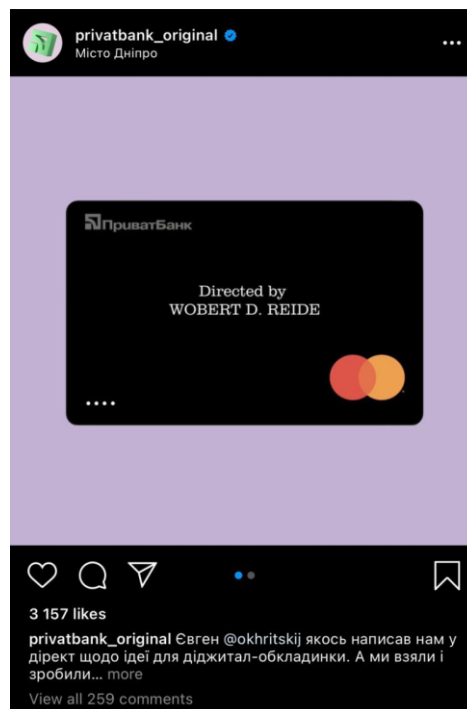 privatbank_original
Місто Дніпро
ПриватБанк
Directed by
WOBERT D. REIDE
3 157 likes
privatbank_original Євген @okhritskij якось написав нам у
дірект щодо ідеї для діджитал-обкладинки. А ми взяли і
зробили... more
View all 259 comments